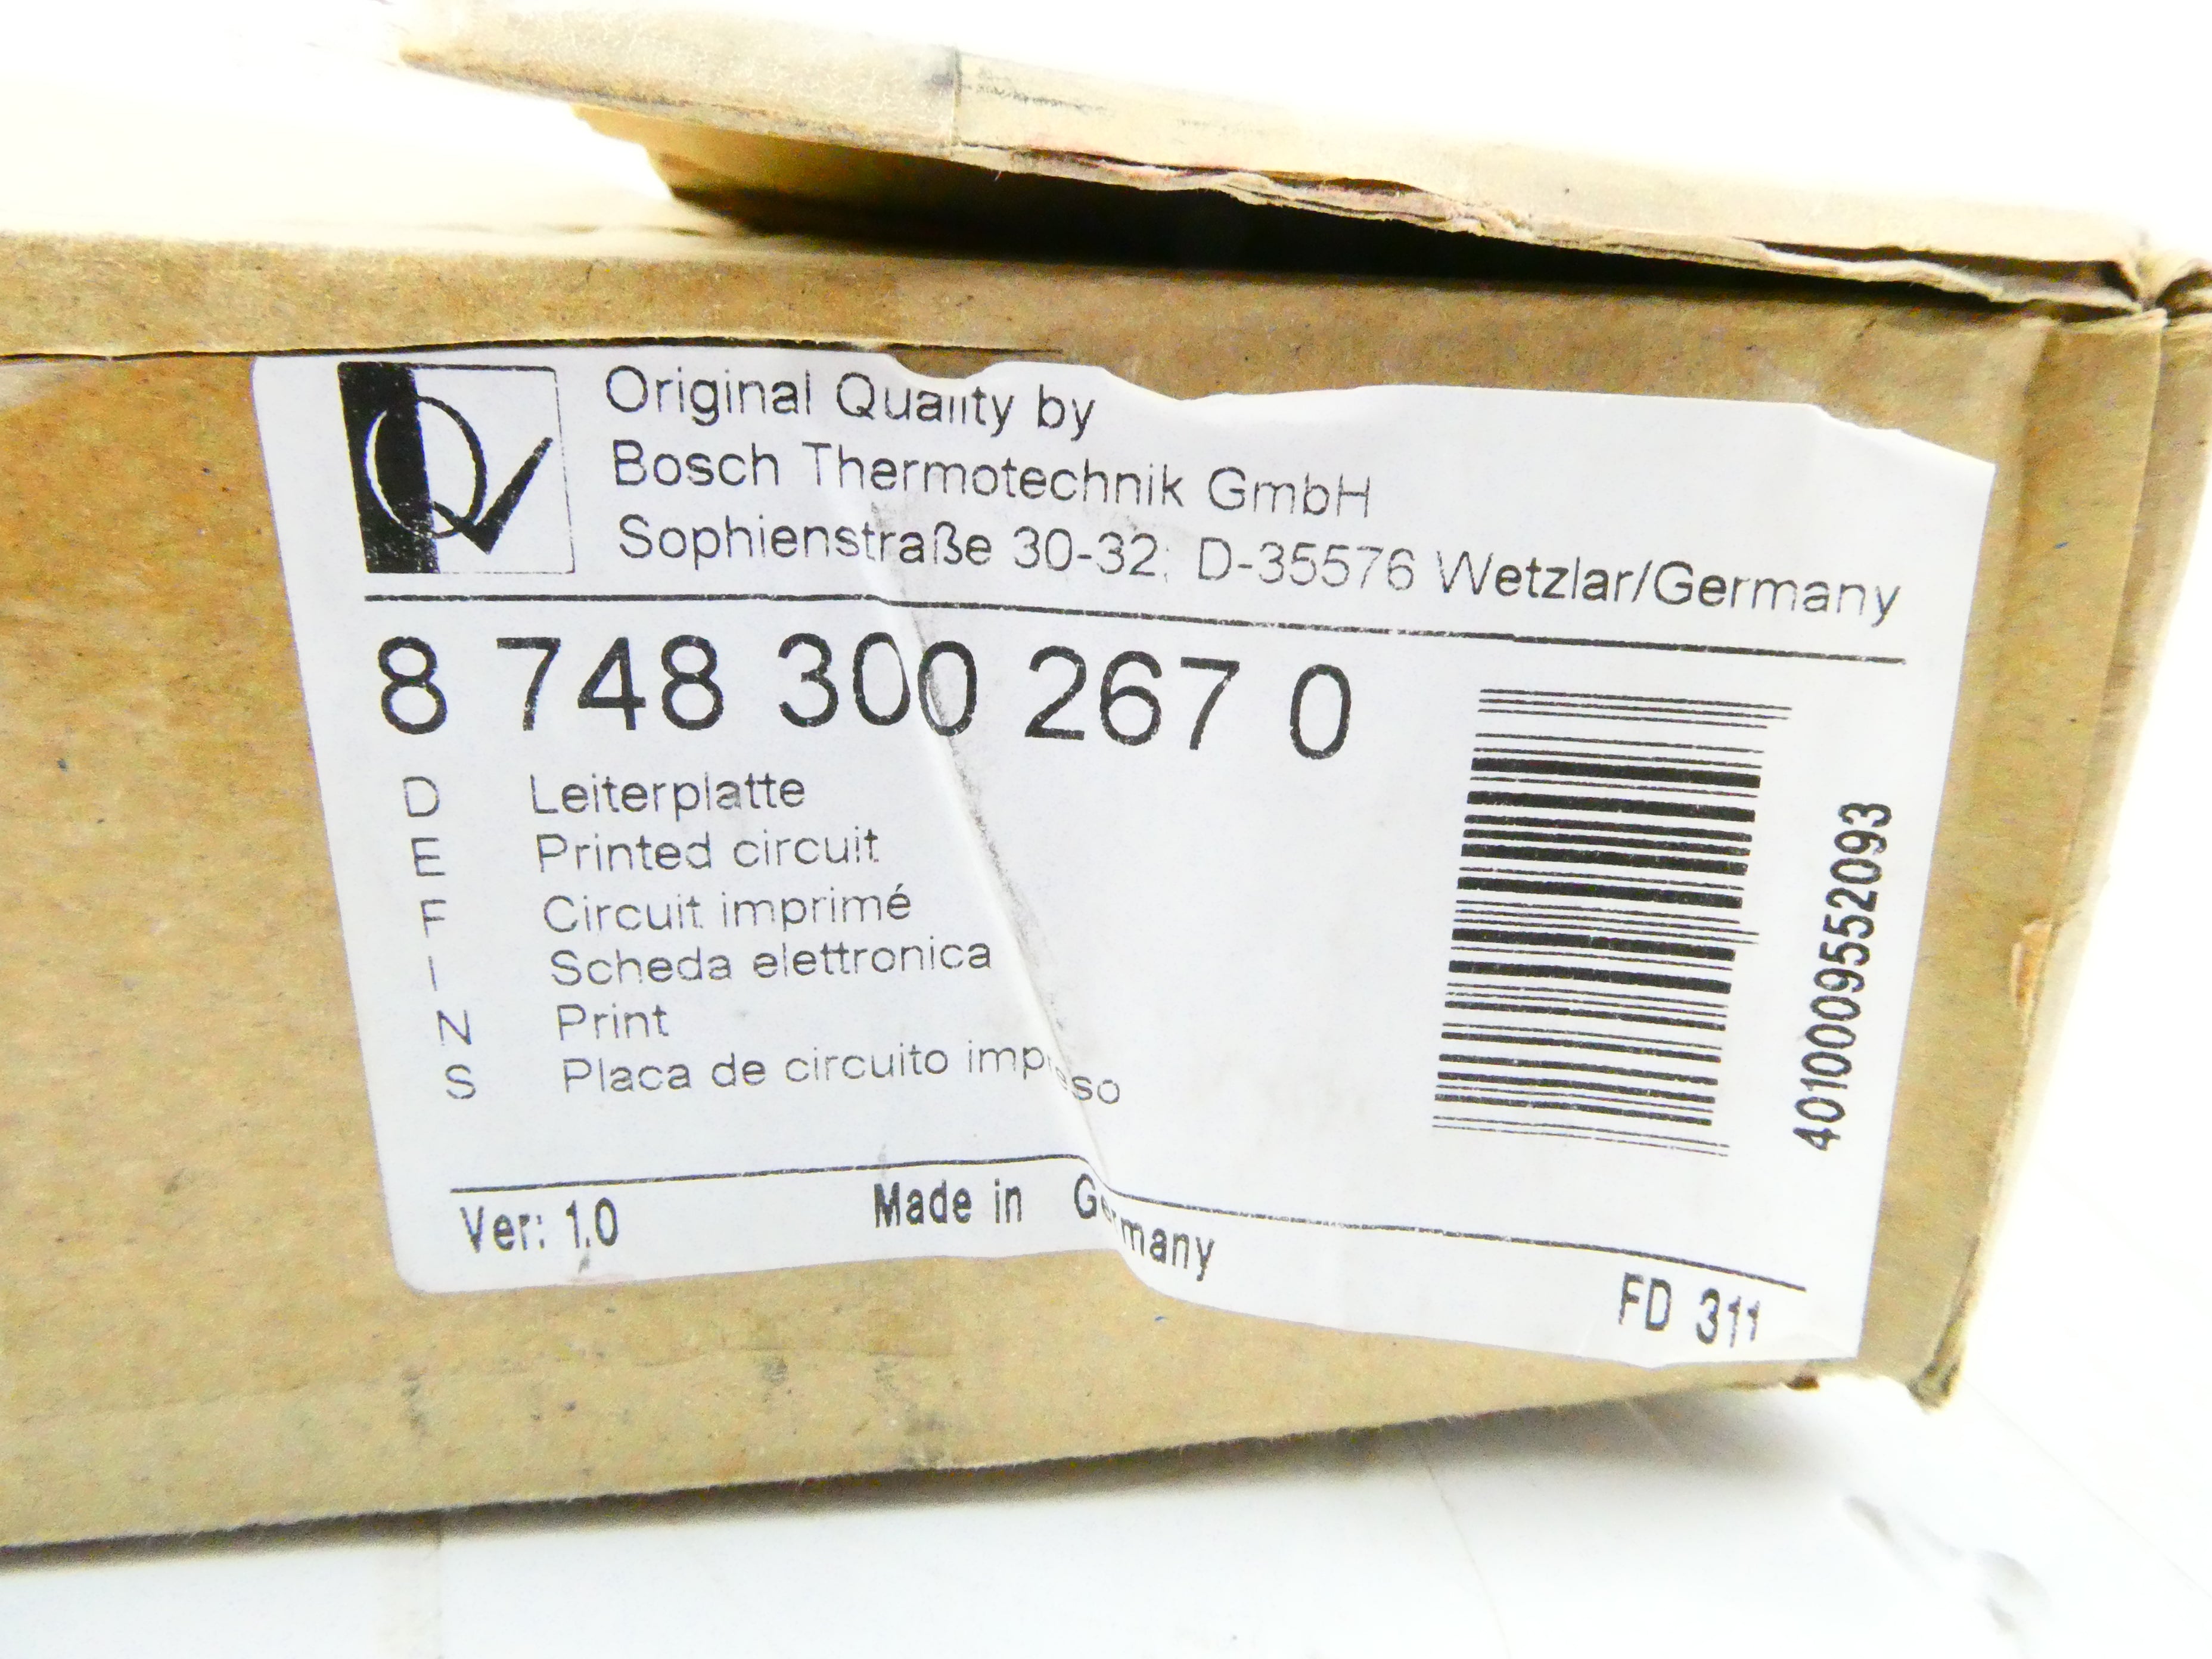 Original Quality by
Bosch Thermotechnik GmbH
Sophienstraße 30-32; D-35576 Wetzlar/Germany
8 748 300 267 0
D Leiterplatte
E Printed circuit
F Circuit imprimé
I Scheda elettronica
N Print
S Placa de circuito impreso
4010009552093
Ver: 1.0 Made in Germany
FD 311